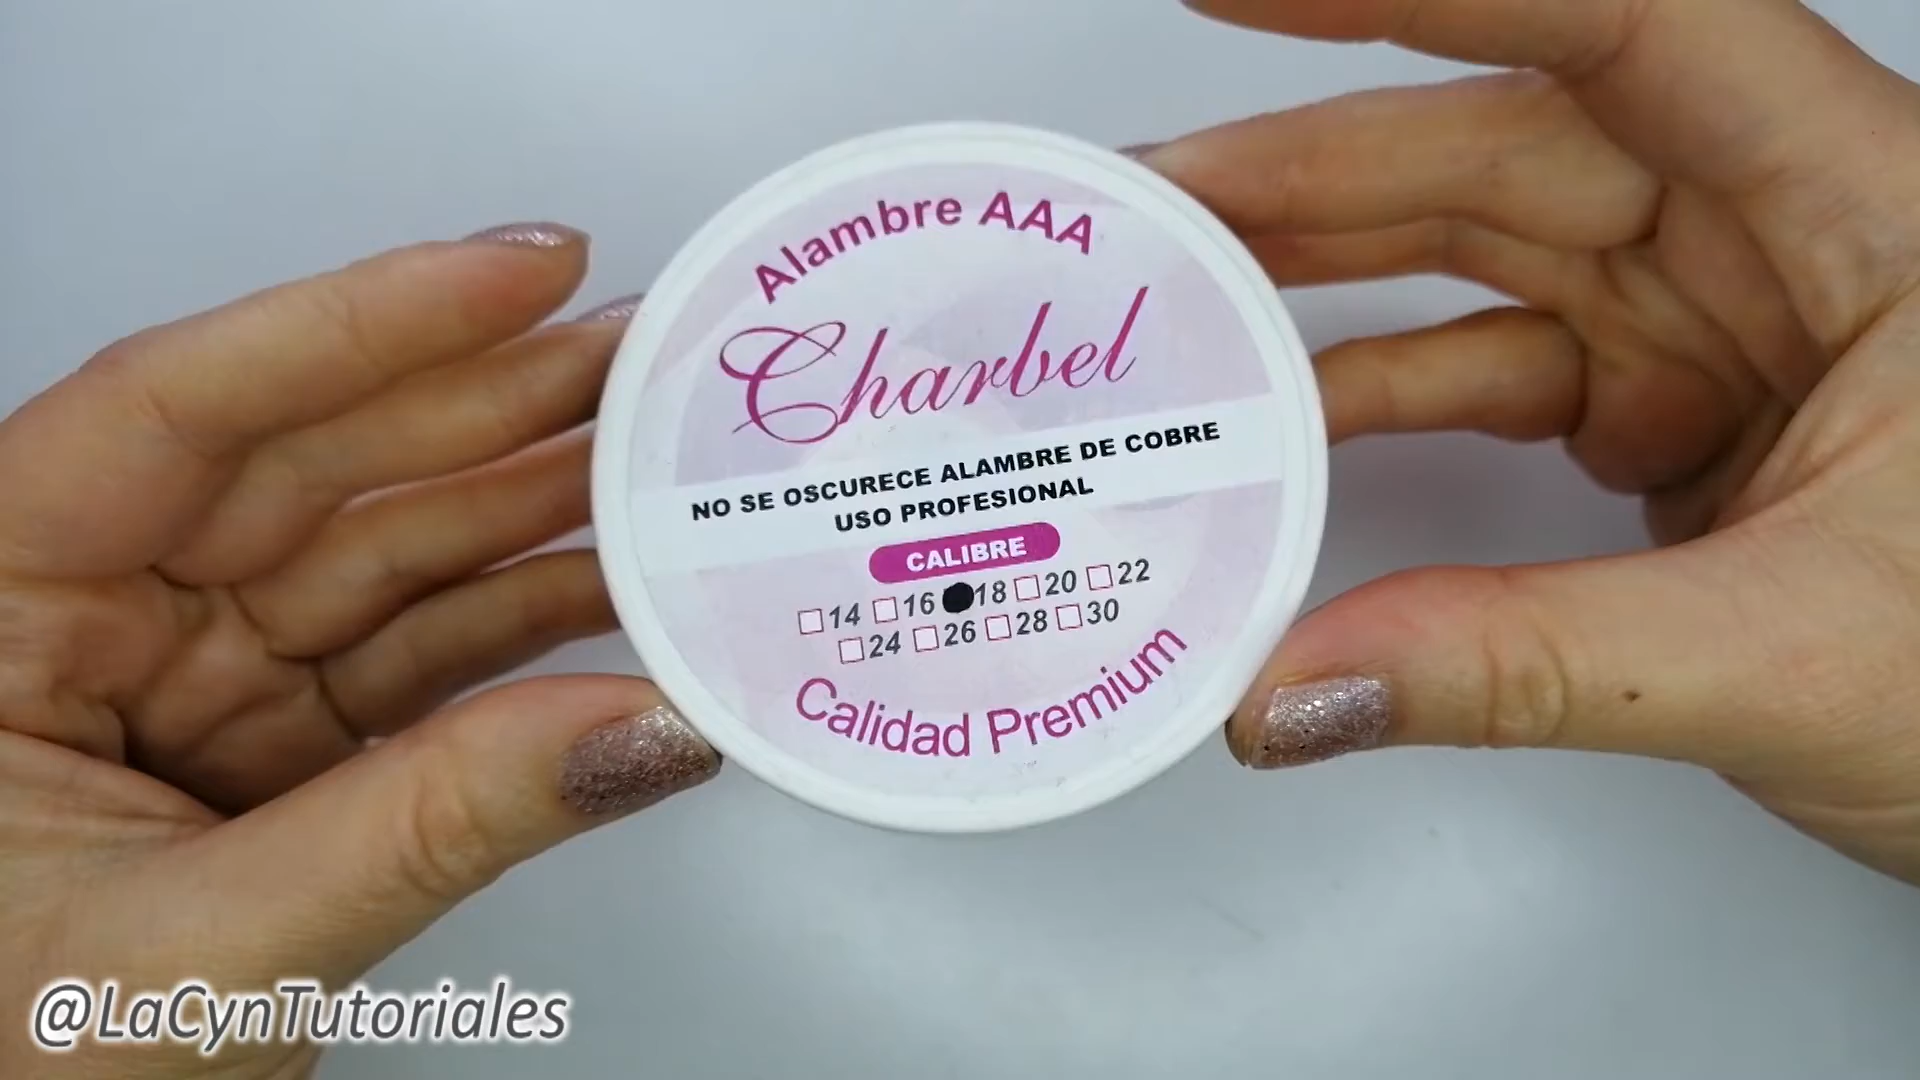 Alambre AAA
Charbel
NO SE OSCURECE ALAMBRE DE COBRE
USO PROFESIONAL
CALIBRE
14 16 18 20 22
24 26 28 30
Calidad Premium
@LaCynTutoriales